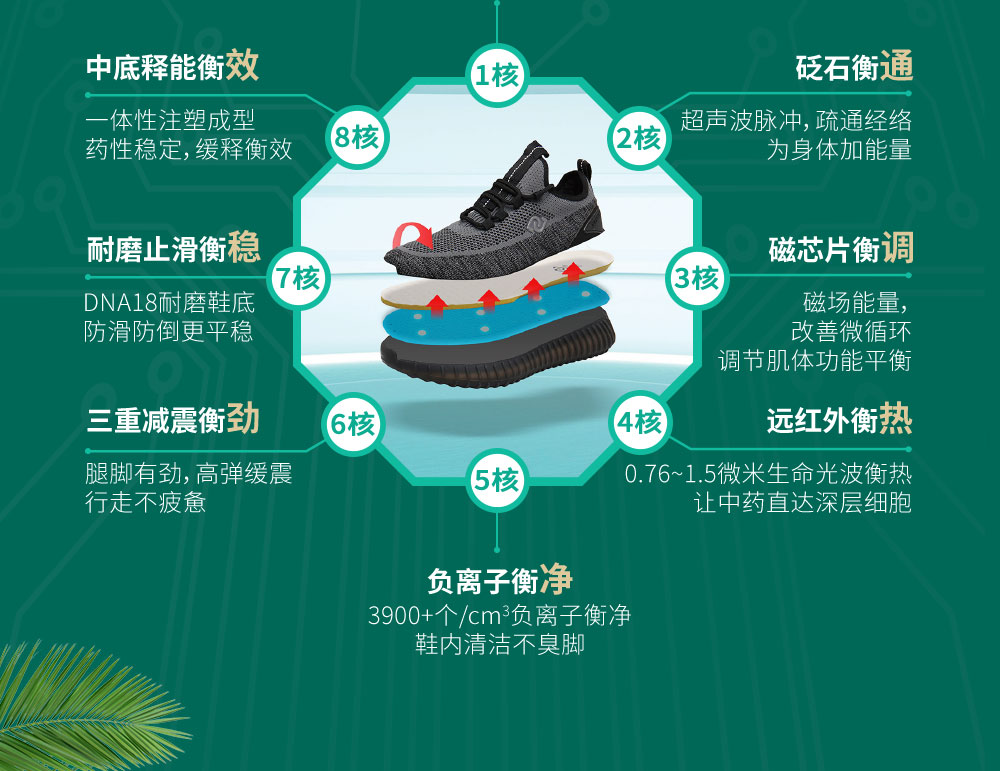 1核
中底释能衡效
一体性注塑成型
药性稳定，缓释衡效
8核
砭石衡通
超声波脉冲，疏通经络
为身体加能量
2核
耐磨止滑衡稳
DNA18耐磨鞋底
防滑防倒更平稳
7核
磁芯片衡调
磁场能量，
改善微循环
调节肌体功能平衡
3核
三重减震衡劲
腿脚有劲，高弹缓震
行走不疲惫
6核
远红外衡热
0.76~1.5微米生命光波衡热
让中药直达深层细胞
4核
5核
负离子衡净
3900+个/cm³负离子衡净
鞋内清洁不臭脚